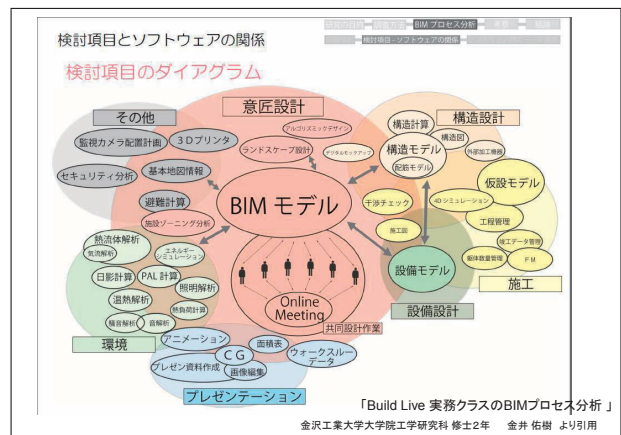 BIM プロセス分析
検討項目-ソフトウェアの関係
検討項目とソフトウェアの関係
検討項目のダイアグラム
その他
監視カメラ配置計画
3Dプリンタ
セキュリティ分析
基本地図情報
避難計算
施設ゾーニング分析
意匠設計
アルゴリズミックデザイン
ランドスケープ設計
デジタルモックアップ
BIM モデル
構造設計
構造計算
構造図
構造モデル
配筋モデル
外部加工機器
仮設モデル
干渉チェック
4Dシミュレーション
工程管理
施工図
竣工データ管理
躯体数量管理
FM
施工
設備モデル
設備設計
熱流体解析
気流解析
エネルギー
シミュレーション
日影計算
PAL 計算
照明解析
温熱解析
熱負荷計算
騒音解析
音解析
環境
Online
Meeting
共同設計作業
アニメーション
面積表
CG
ウォークスルー
データ
プレゼン資料作成
画像編集
プレゼンテーション
「Build Live 実務クラスのBIMプロセス分析 」
金沢工業大学大学院工学研究科 修士2年 金井 佑樹 より引用